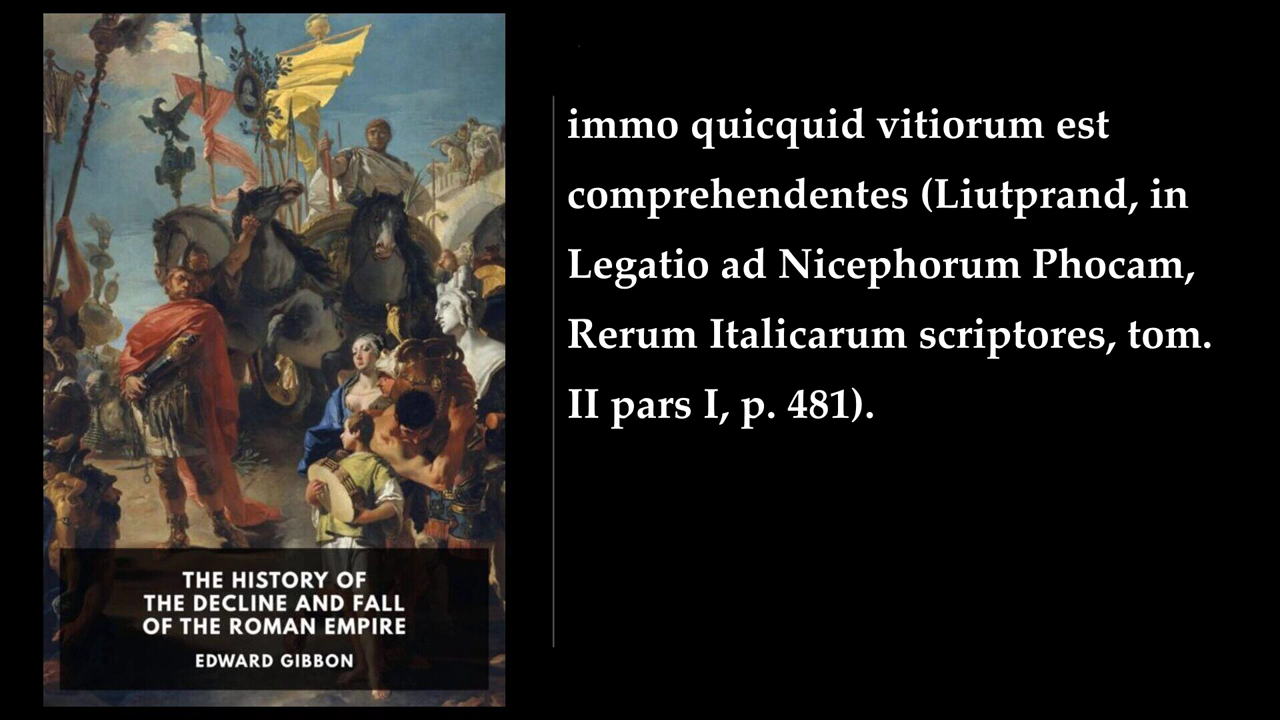 immo quicquid vitiorum est
comprehendentes (Liutprand, in
Legatio ad Nicephorum Phocam,
Rerum Italicarum scriptores, tom.
II pars I, p. 481).
THE HISTORY OF
THE DECLINE AND FALL
OF THE ROMAN EMPIRE
EDWARD GIBBON